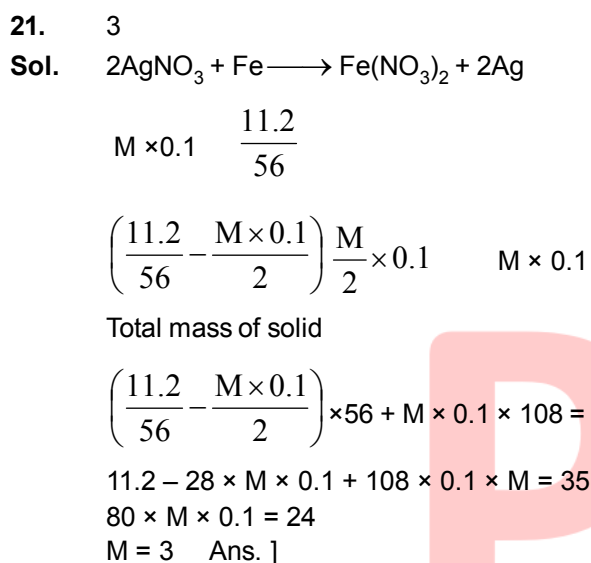 21. 3
Sol. 2AgNO₃ + Fe ⟶ Fe(NO₃)₂ + 2Ag
M ×0.1 11.2/56
(11.2/56 − M×0.1/2) M/2 ×0.1 M × 0.1
Total mass of solid
(11.2/56 − M×0.1/2) ×56 + M × 0.1 × 108 =
11.2 – 28 × M × 0.1 + 108 × 0.1 × M = 35
80 × M × 0.1 = 24
M = 3 Ans. ]